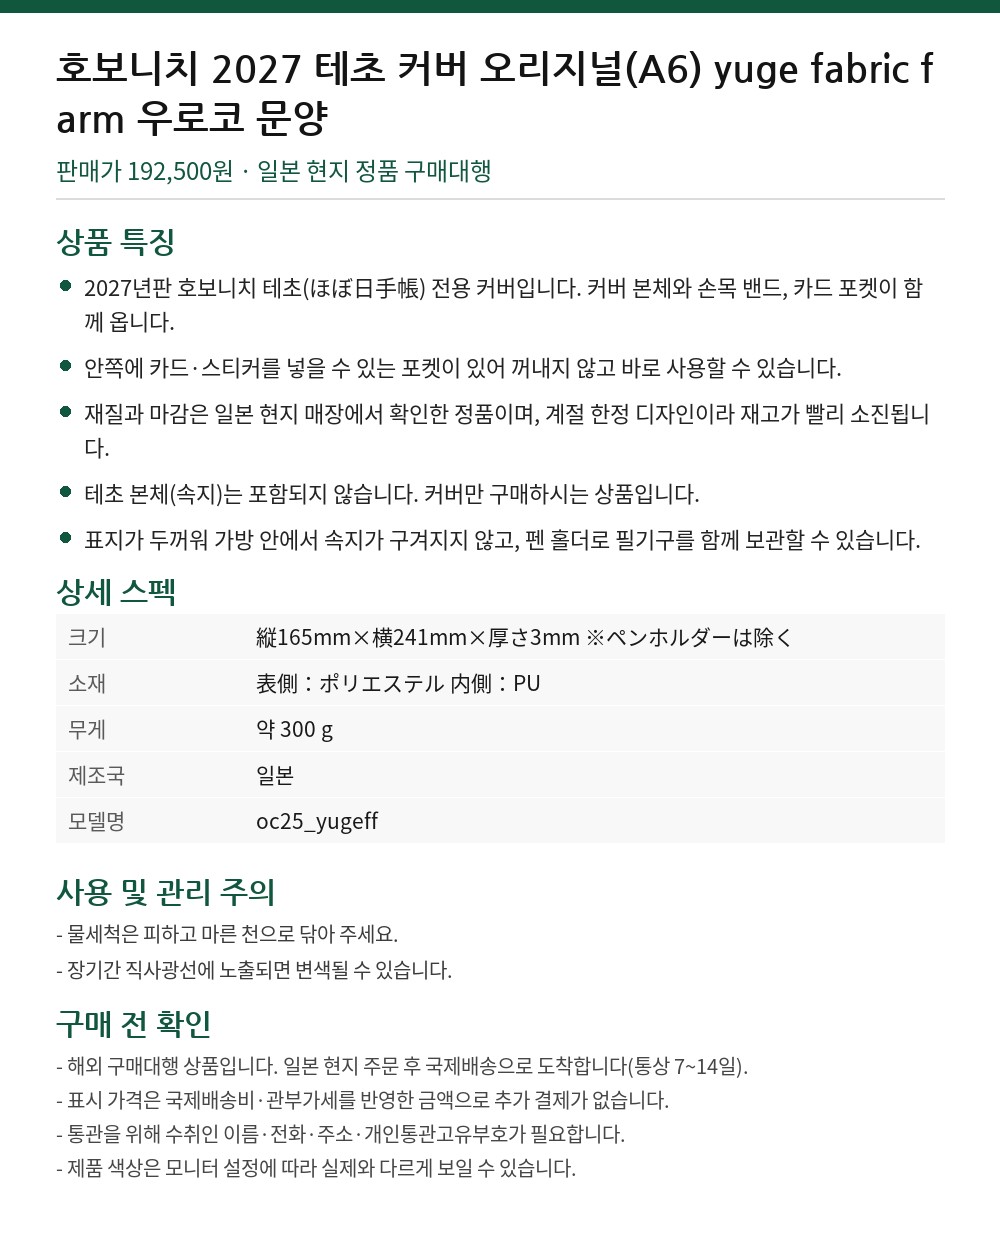 호보니치 2027 테초 커버 오리지널(A6) yuge fabric f
arm 우로코 문양
판매가 192,500원 · 일본 현지 정품 구매대행
상품 특징
● 2027년판 호보니치 테초(ほぼ日手帳) 전용 커버입니다. 커버 본체와 손목 밴드, 카드 포켓이 함
께 옵니다.
● 안쪽에 카드·스티커를 넣을 수 있는 포켓이 있어 꺼내지 않고 바로 사용할 수 있습니다.
● 재질과 마감은 일본 현지 매장에서 확인한 정품이며, 계절 한정 디자인이라 재고가 빨리 소진됩니
다.
● 테초 본체(속지)는 포함되지 않습니다. 커버만 구매하시는 상품입니다.
● 표지가 두꺼워 가방 안에서 속지가 구겨지지 않고, 펜 홀더로 필기구를 함께 보관할 수 있습니다.
상세 스펙
크기 縦165mm×横241mm×厚さ3mm ※ペンホルダーは除く
소재 表側：ポリエステル 内側：PU
무게 약 300 g
제조국 일본
모델명 oc25_yugeff
사용 및 관리 주의
- 물세척은 피하고 마른 천으로 닦아 주세요.
- 장기간 직사광선에 노출되면 변색될 수 있습니다.
구매 전 확인
- 해외 구매대행 상품입니다. 일본 현지 주문 후 국제배송으로 도착합니다(통상 7~14일).
- 표시 가격은 국제배송비·관부가세를 반영한 금액으로 추가 결제가 없습니다.
- 통관을 위해 수취인 이름·전화·주소·개인통관고유부호가 필요합니다.
- 제품 색상은 모니터 설정에 따라 실제와 다르게 보일 수 있습니다.